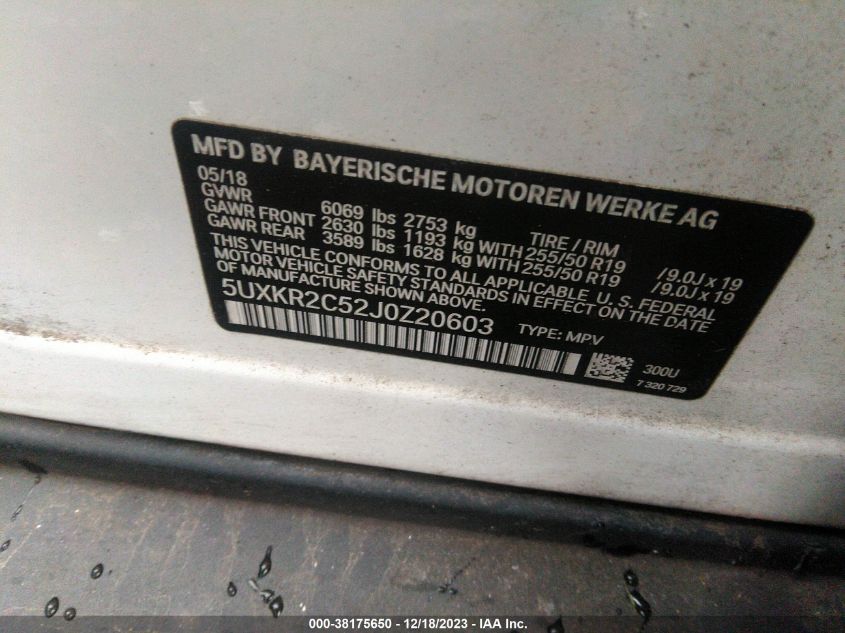 MFD BY BAYERISCHE MOTOREN WERKE AG
05/18
GVWR 6069 lbs 2753 kg TIRE / RIM
GAWR FRONT 2630 lbs 1193 kg WITH 255/50 R19 /9.0J x 19
GAWR REAR 3589 lbs 1628 kg WITH 255/50 R19 /9.0J x 19
THIS VEHICLE CONFORMS TO ALL APPLICABLE U. S. FEDERAL
MOTOR VEHICLE SAFETY STANDARDS IN EFFECT ON THE DATE
OF MANUFACTURE SHOWN ABOVE.
5UXKR2C52J0Z20603 TYPE: MPV
300U
7 320 729
000-38175650 - 12/18/2023 - IAA Inc.